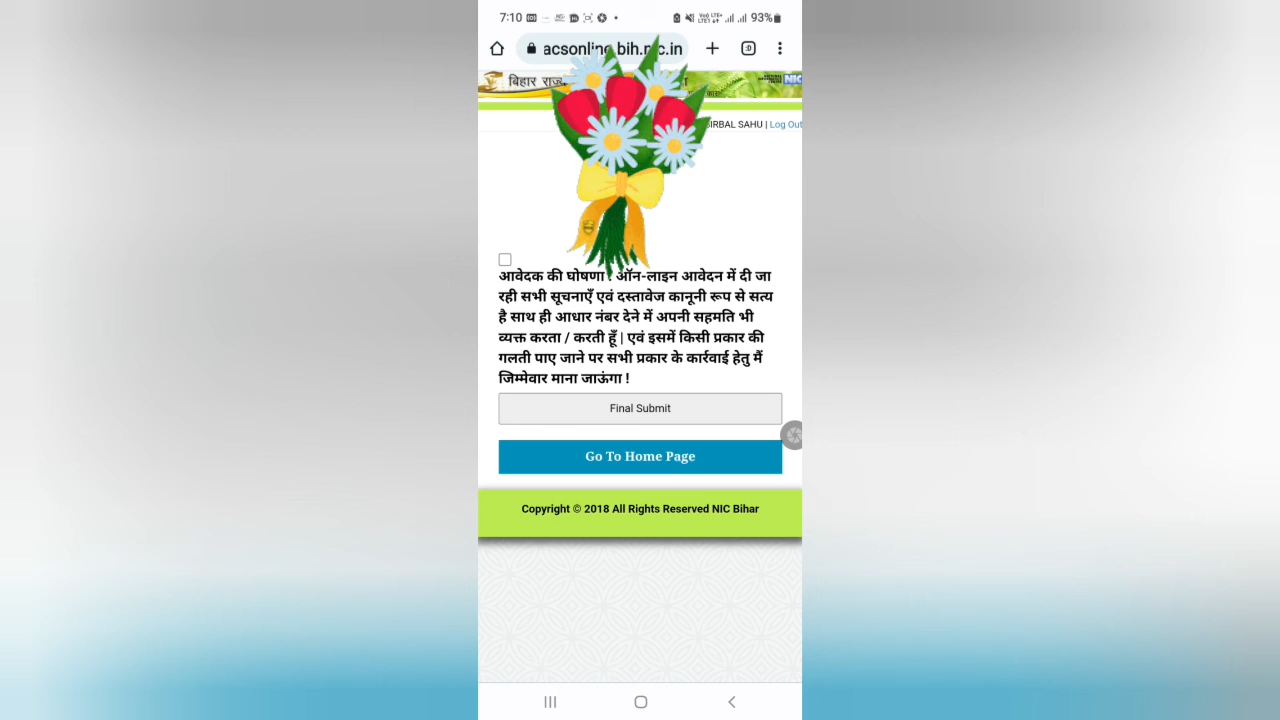 7:10
93%
acsonline.bih.nic.in
बिहार
NIC
BIRBAL SAHU | Log Out
आवेदक की घोषणा : ऑन-लाइन आवेदन में दी जा
रही सभी सूचनाएँ एवं दस्तावेज कानूनी रूप से सत्य
है साथ ही आधार नंबर देने में अपनी सहमति भी
व्यक्त करता / करती हूँ | एवं इसमें किसी प्रकार की
गलती पाए जाने पर सभी प्रकार के कार्रवाई हेतु मैं
जिम्मेवार माना जाऊंगा !
Final Submit
Go To Home Page
Copyright © 2018 All Rights Reserved NIC Bihar